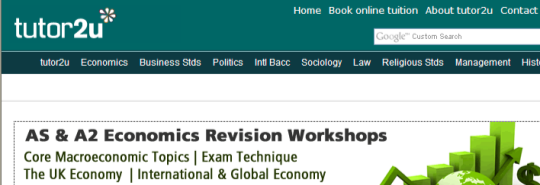 Home Book online tuition About tutor2u Contact
tutor2u
Google™ Custom Search
tutor2u Economics Business Stds Politics Intl Bacc Sociology Law Religious Stds Management Hist
AS & A2 Economics Revision Workshops
Core Macroeconomic Topics | Exam Technique
The UK Economy | International & Global Economy
$